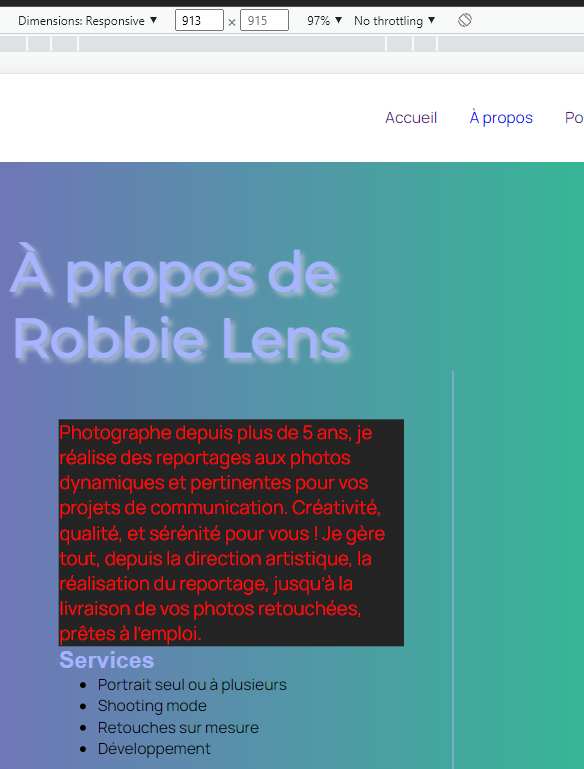 Dimensions: Responsive ▼ 913 × 915 97% ▼ No throttling ▼
Accueil À propos Po
À propos de
Robbie Lens
Photographe depuis plus de 5 ans, je
réalise des reportages aux photos
dynamiques et pertinentes pour vos
projets de communication. Créativité,
qualité, et sérénité pour vous ! Je gère
tout, depuis la direction artistique, la
réalisation du reportage, jusqu'à la
livraison de vos photos retouchées,
prêtes à l'emploi.
Services
• Portrait seul ou à plusieurs
• Shooting mode
• Retouches sur mesure
• Développement